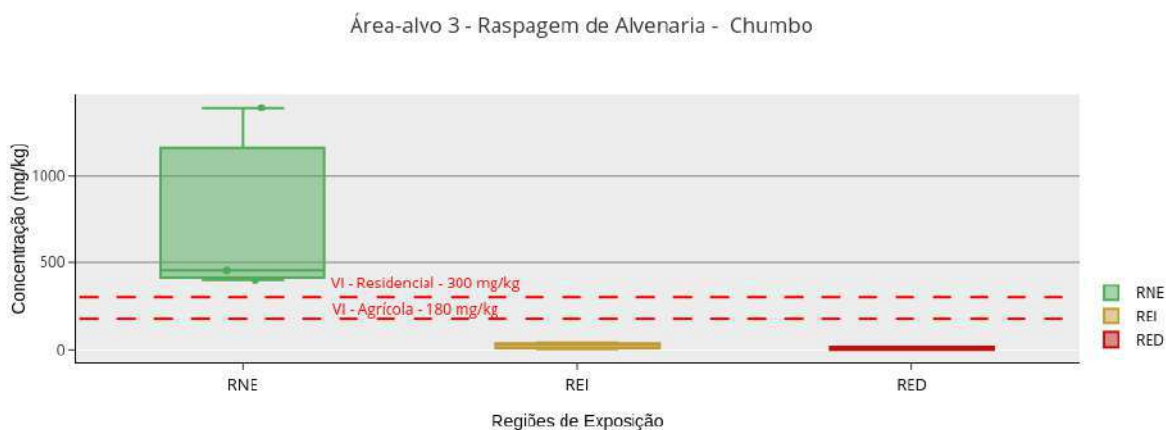 Área-alvo 3 - Raspagem de Alvenaria - Chumbo
Concentração (mg/kg)
1000
500
0
VI - Residencial - 300 mg/kg
VI - Agrícola - 180 mg/kg
RNE
REI
RED
RNE
REI
RED
Regiões de Exposição